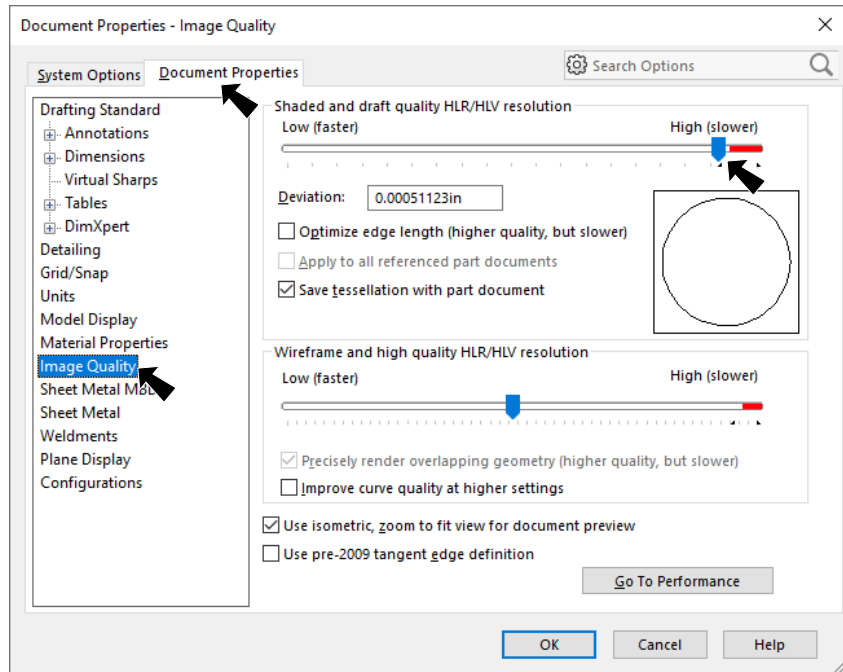 Document Properties - Image Quality
System Options
Document Properties
Search Options
Drafting Standard
Annotations
Dimensions
Virtual Sharps
Tables
DimXpert
Detailing
Grid/Snap
Units
Model Display
Material Properties
Image Quality
Sheet Metal MBD
Sheet Metal
Weldments
Plane Display
Configurations
Shaded and draft quality HLR/HLV resolution
Low (faster) High (slower)
Deviation: 0.00051123in
Optimize edge length (higher quality, but slower)
Apply to all referenced part documents
Save tessellation with part document
Wireframe and high quality HLR/HLV resolution
Low (faster) High (slower)
Precisely render overlapping geometry (higher quality, but slower)
Improve curve quality at higher settings
Use isometric, zoom to fit view for document preview
Use pre-2009 tangent edge definition
Go To Performance
OK Cancel Help